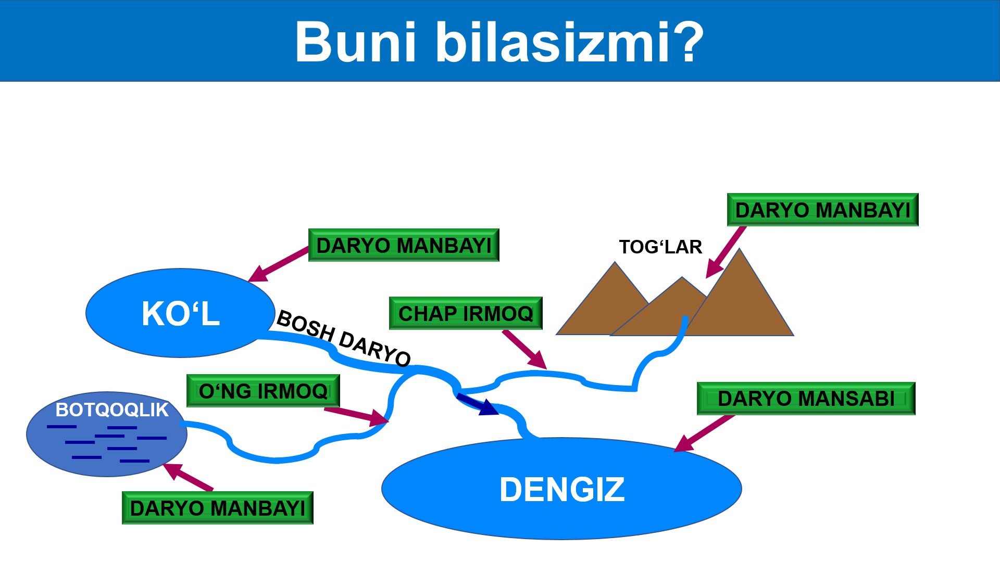 Buni bilasizmi?
DARYO MANBAYI
DARYO MANBAYI
TOG‘LAR
KO‘L
CHAP IRMOQ
BOSH DARYO
O‘NG IRMOQ
DARYO MANSABI
BOTQOQLIK
DENGIZ
DARYO MANBAYI